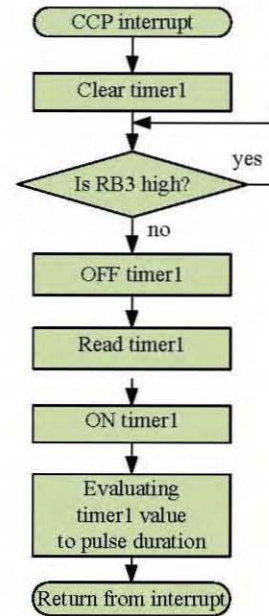 CCP interrupt
Clear timer1
yes
Is RB3 high?
no
OFF timer1
Read timer1
ON timer1
Evaluating
timer1 value
to pulse duration
Return from interrupt